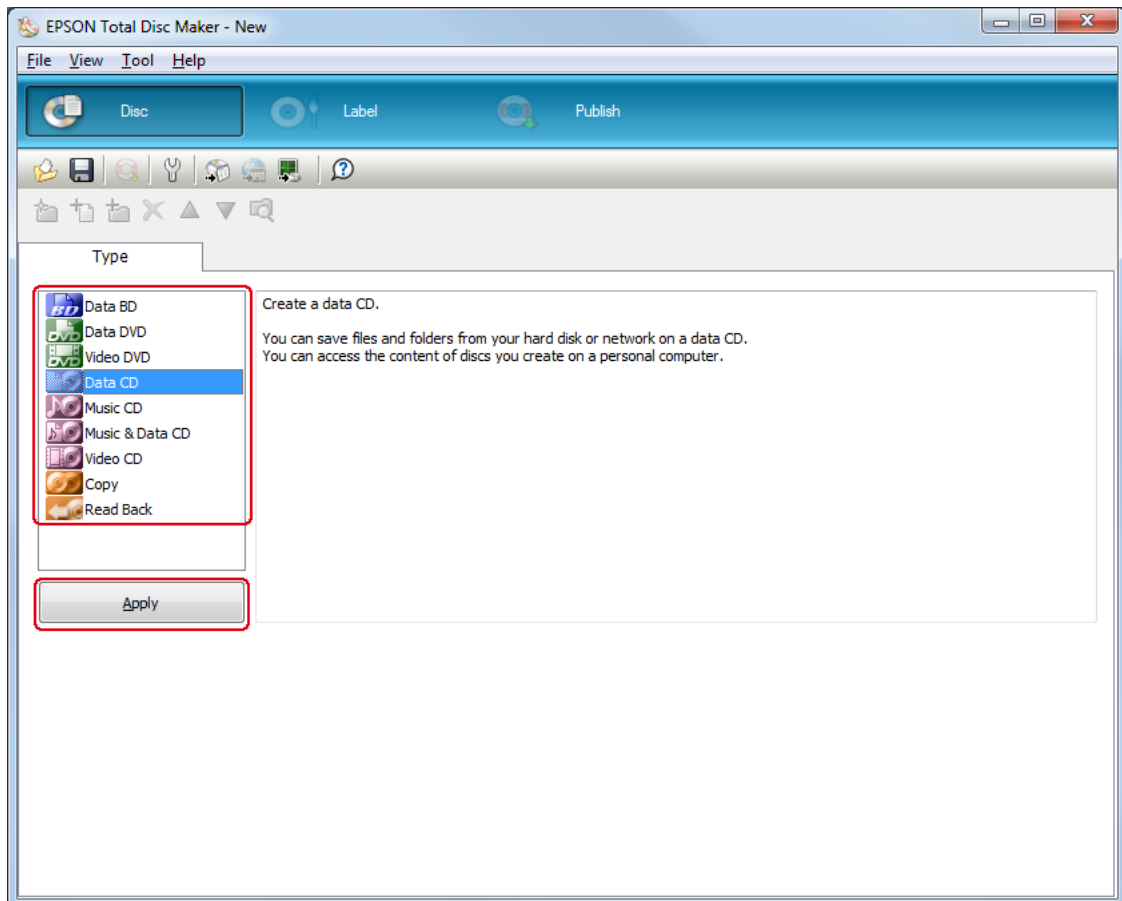 EPSON Total Disc Maker - New
File View Tool Help
Disc Label Publish
Type
Data BD
Data DVD
Video DVD
Data CD
Music CD
Music & Data CD
Video CD
Copy
Read Back
Apply
Create a data CD.
You can save files and folders from your hard disk or network on a data CD.
You can access the content of discs you create on a personal computer.